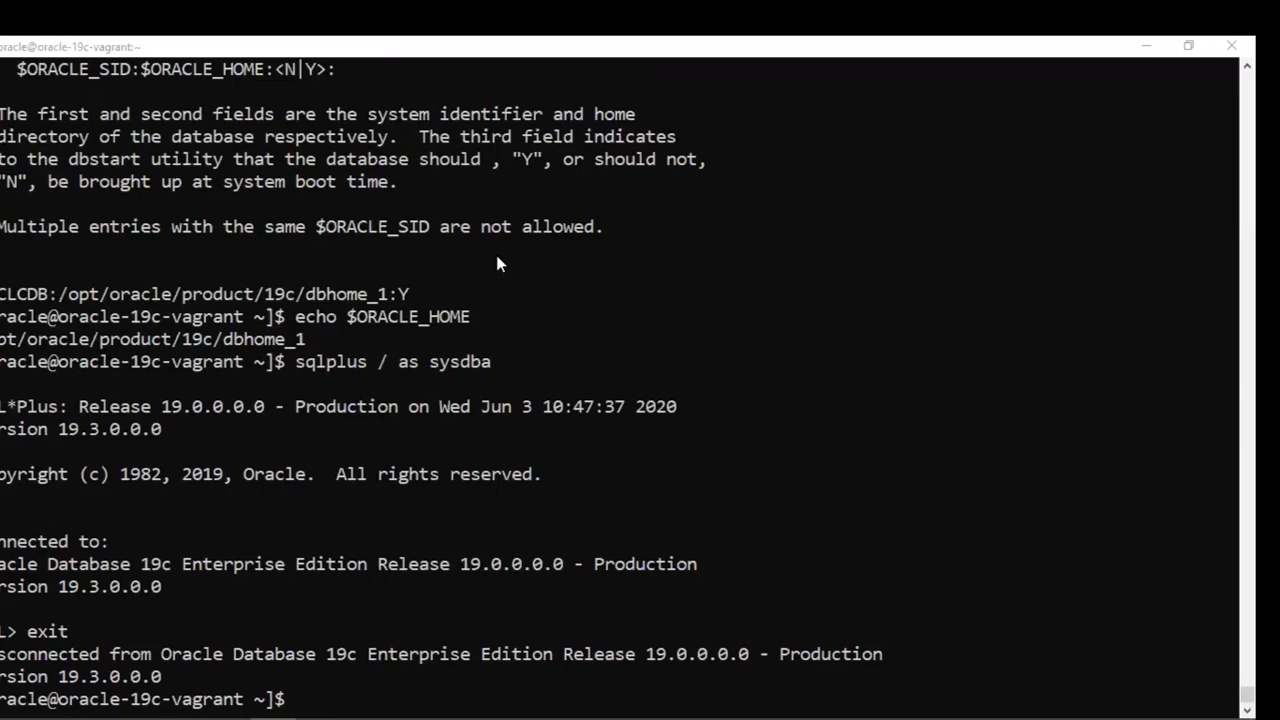 oracle@oracle-19c-vagrant:~
$ORACLE_SID:$ORACLE_HOME:<N|Y>:
The first and second fields are the system identifier and home
directory of the database respectively.  The third field indicates
to the dbstart utility that the database should , "Y", or should not,
"N", be brought up at system boot time.
Multiple entries with the same $ORACLE_SID are not allowed.
CLCDB:/opt/oracle/product/19c/dbhome_1:Y
racle@oracle-19c-vagrant ~]$ echo $ORACLE_HOME
pt/oracle/product/19c/dbhome_1
racle@oracle-19c-vagrant ~]$ sqlplus / as sysdba
L*Plus: Release 19.0.0.0.0 - Production on Wed Jun 3 10:47:37 2020
rsion 19.3.0.0.0
pyright (c) 1982, 2019, Oracle.  All rights reserved.
nnected to:
acle Database 19c Enterprise Edition Release 19.0.0.0.0 - Production
rsion 19.3.0.0.0
L> exit
sconnected from Oracle Database 19c Enterprise Edition Release 19.0.0.0.0 - Production
rsion 19.3.0.0.0
racle@oracle-19c-vagrant ~]$